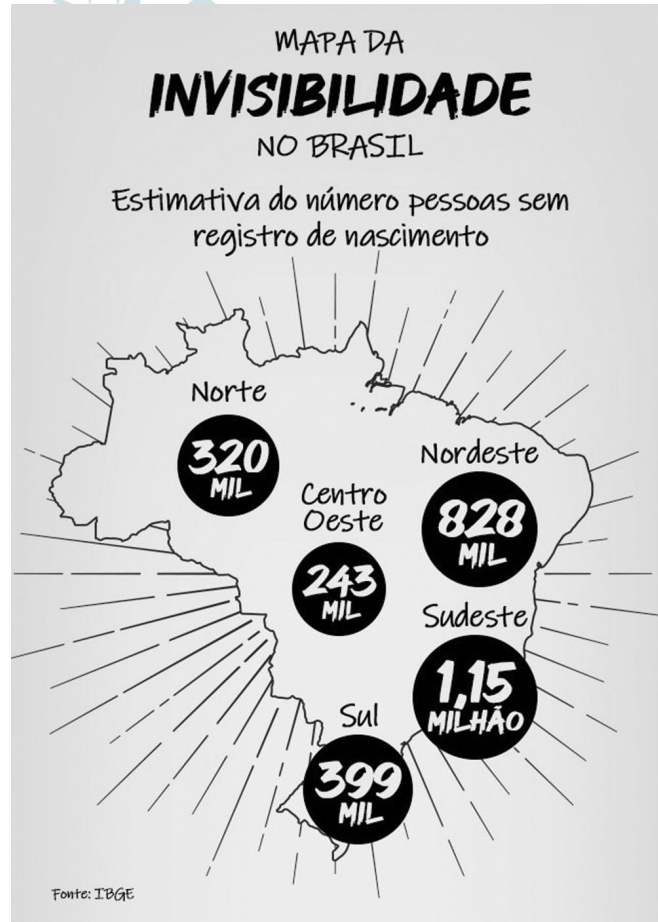 MAPA DA
INVISIBILIDADE
NO BRASIL
Estimativa do número pessoas sem
registro de nascimento
Norte
320
MIL
Nordeste
828
MIL
Centro
Oeste
243
MIL
Sudeste
1,15
MILHÃO
Sul
399
MIL
Fonte: IBGE